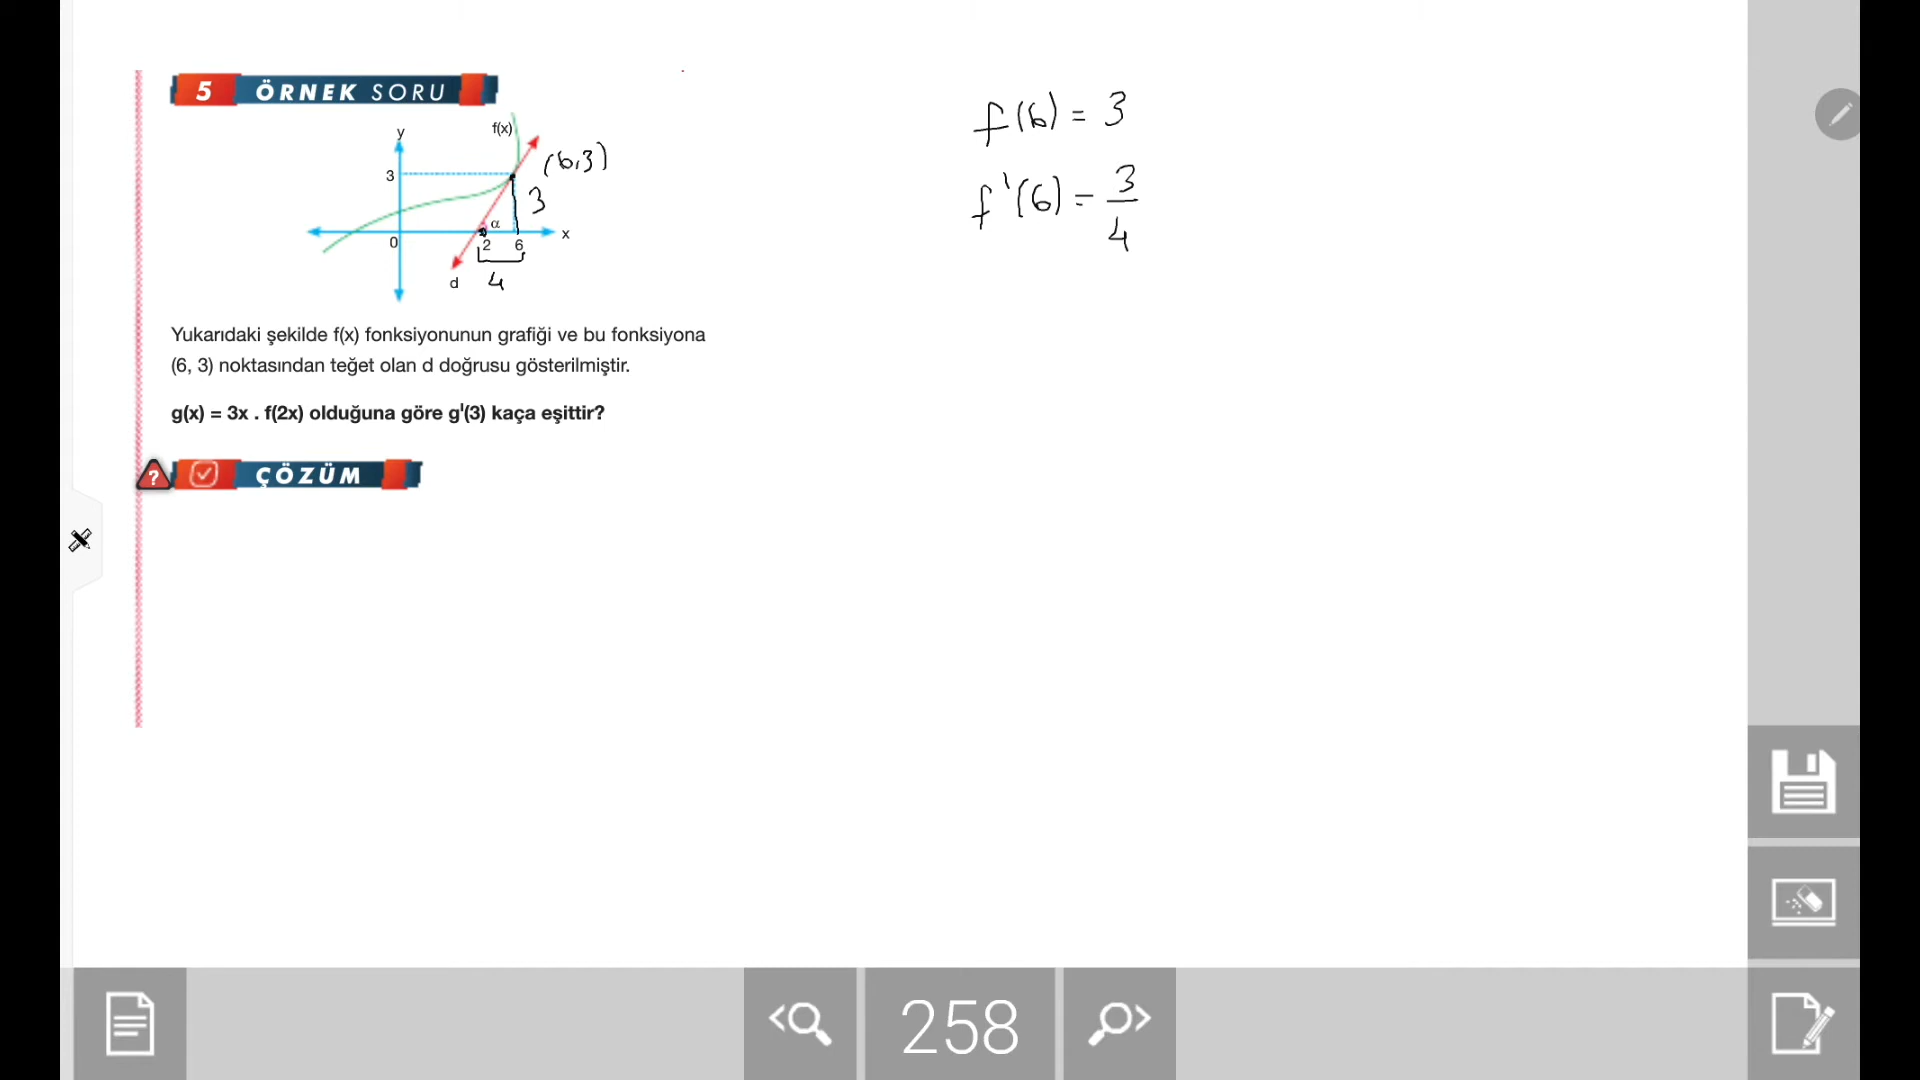 5 ÖRNEK SORU
y
f(x)
(6,3)
3
3
α
0
2
6
x
d
4
Yukarıdaki şekilde f(x) fonksiyonunun grafiği ve bu fonksiyona
(6, 3) noktasından teğet olan d doğrusu gösterilmiştir.
g(x) = 3x . f(2x) olduğuna göre g'(3) kaça eşittir?
? ÇÖZÜM
f(6) = 3
f'(6) = 3/4
258